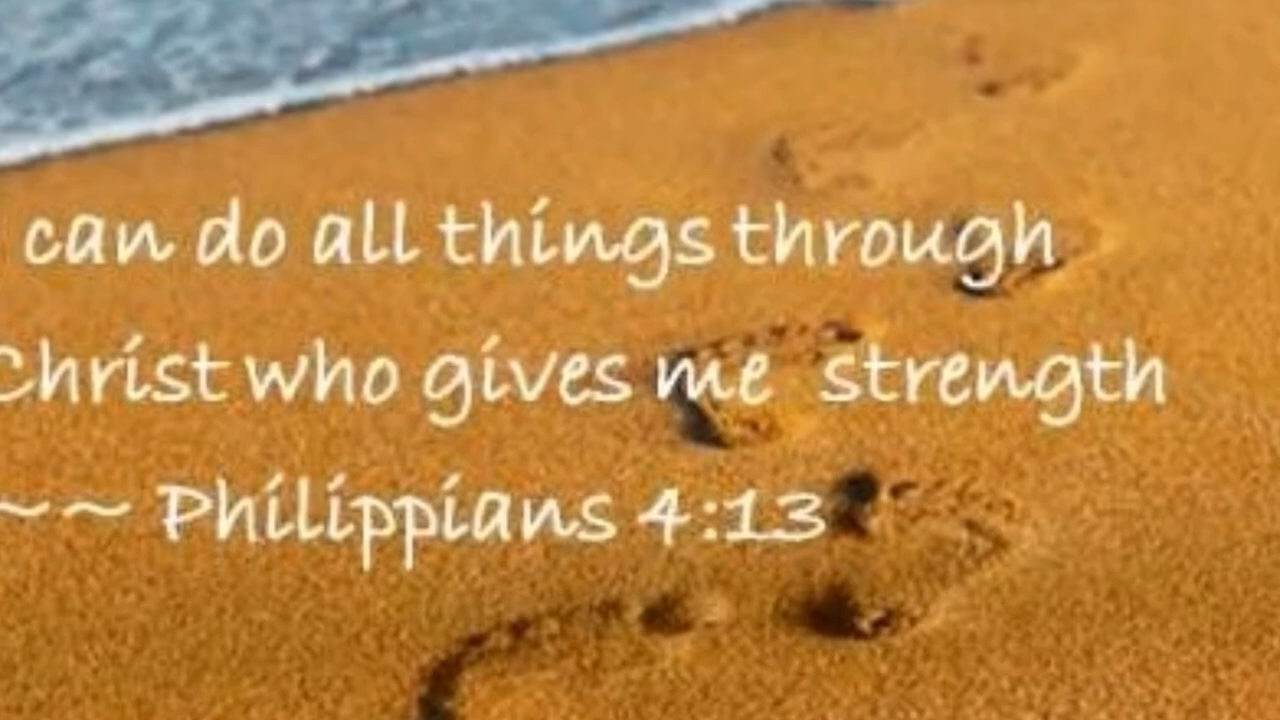 I can do all things through
Christ who gives me strength
~~ Philippians 4:13